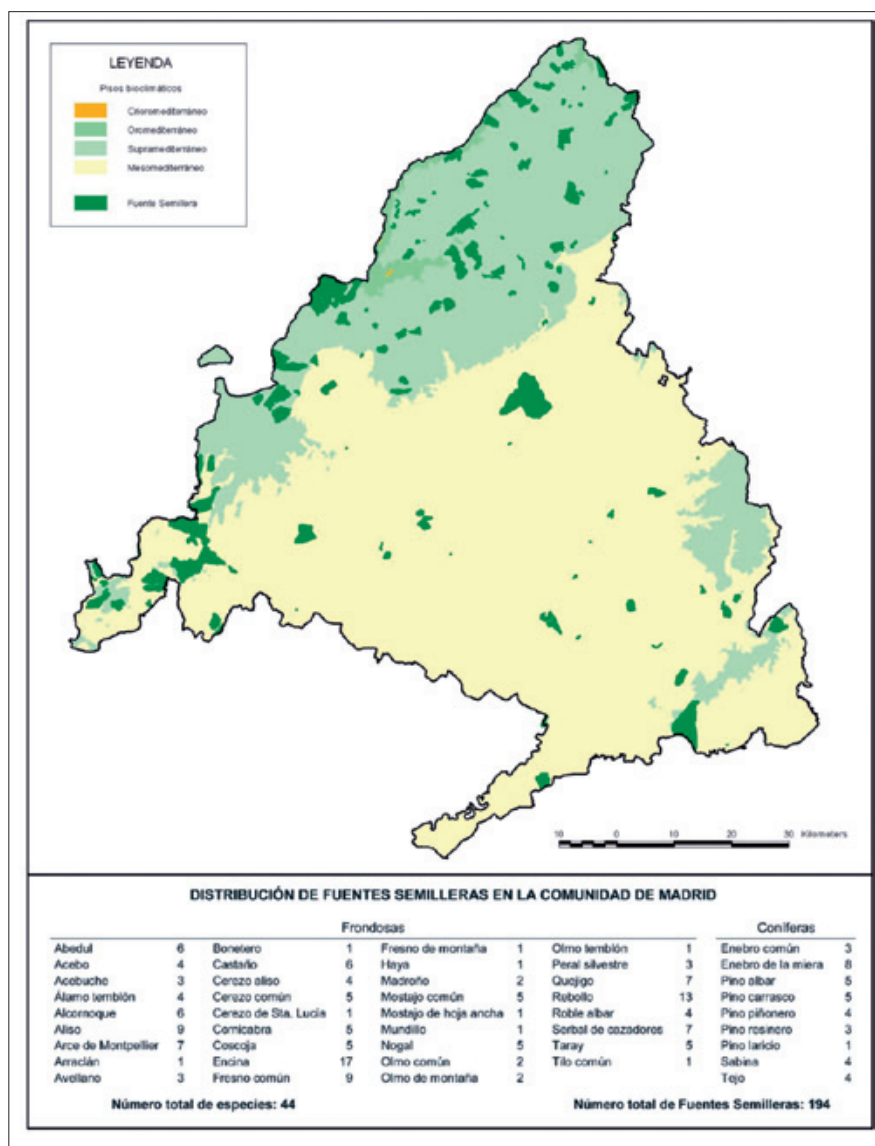 LEYENDA
Pisos bioclimáticos
Crioromediterráneo
Oromediterráneo
Supramediterráneo
Mesomediterráneo
Fuente Semillera
10 0 10 20 30 Kilometers
DISTRIBUCIÓN DE FUENTES SEMILLERAS EN LA COMUNIDAD DE MADRID
Frondosas Coníferas
Abedul 6 Bonetero 1 Fresno de montaña 1 Olmo temblón 1 Enebro común 3
Acebo 4 Castaño 6 Haya 1 Peral silvestre 3 Enebro de la miera 8
Acebuche 3 Cerezo aliso 4 Madroño 2 Quejigo 7 Pino albar 5
Álamo temblón 4 Cerezo común 5 Mostajo común 5 Rebollo 13 Pino carrasco 5
Alcornoque 6 Cerezo de Sta. Lucía 1 Mostajo de hoja ancha 1 Roble albar 4 Pino piñonero 4
Aliso 9 Cornicabra 5 Mundillo 1 Serbal de cazadores 7 Pino resinero 3
Arce de Montpellier 7 Coscoja 5 Nogal 5 Taray 5 Pino laricio 1
Arraclán 1 Encina 17 Olmo común 2 Tilo común 1 Sabina 4
Avellano 3 Fresno común 9 Olmo de montaña 2 Tejo 4
Número total de especies: 44 Número total de Fuentes Semilleras: 194